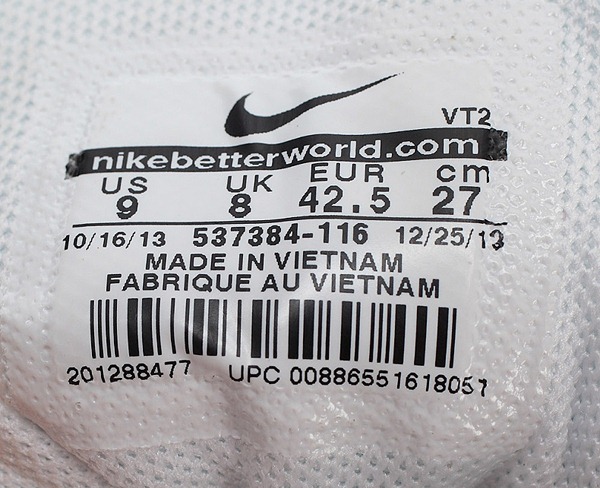 VT2
nikebetterworld.com
US UK EUR cm
9 8 42.5 27
10/16/13 537384-116 12/25/13
MADE IN VIETNAM
FABRIQUE AU VIETNAM
201288477 UPC 00886551618051